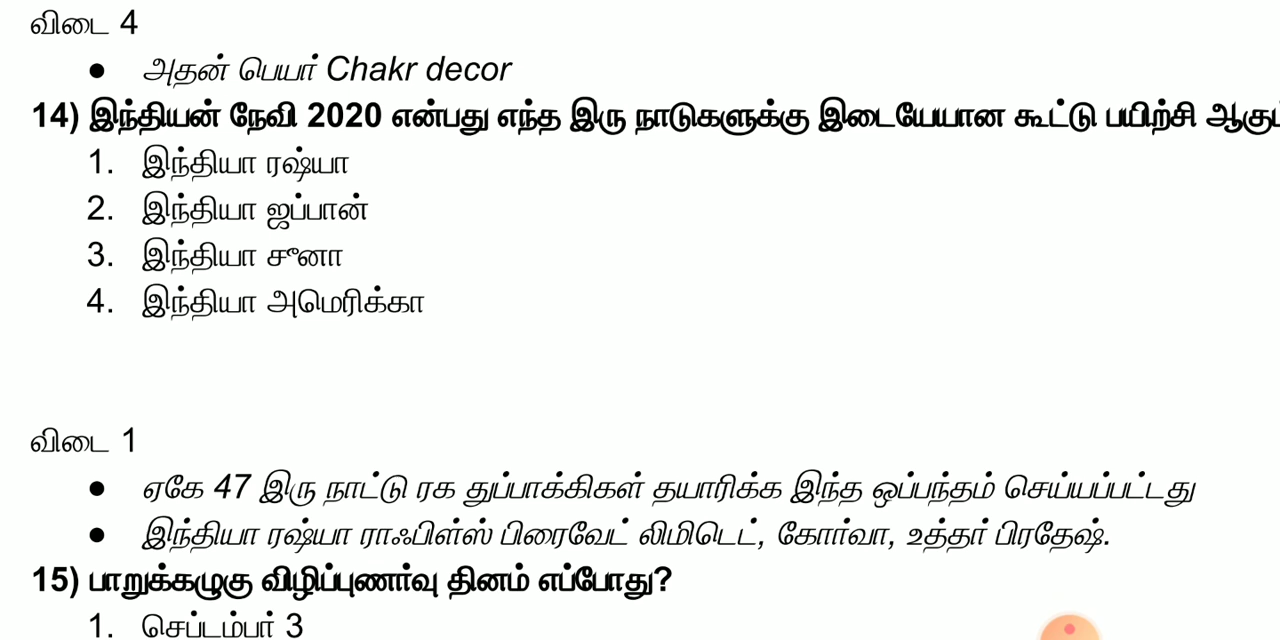 விடை 4
● அதன் பெயர் Chakr decor
14) இந்தியன் நேவி 2020 என்பது எந்த இரு நாடுகளுக்கு இடையேயான கூட்டு பயிற்சி
1. இந்தியா ரஷ்யா
2. இந்தியா ஜப்பான்
3. இந்தியா சீனா
4. இந்தியா அமெரிக்கா
விடை 1
● ஏகே 47 இரு நாட்டு ரக துப்பாக்கிகள் தயாரிக்க இந்த ஒப்பந்தம் செய்யப்பட்டது
● இந்தியா ரஷ்யா ராஃபிள்ஸ் பிரைவேட் லிமிடெட், கோர்வா, உத்தர் பிரதேஷ்.
15) பாறுக்கழுகு விழிப்புணர்வு தினம் எப்போது?
1. செப்டம்பர் 3